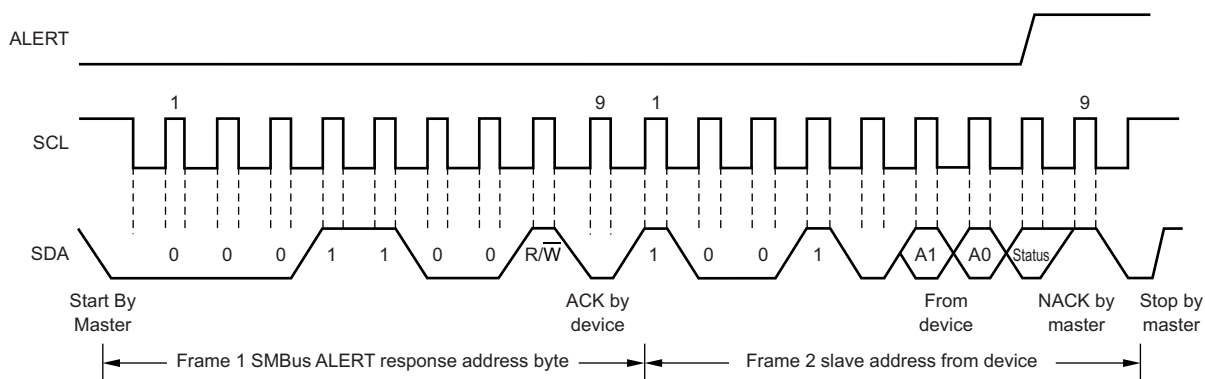 ALERT
1 9 1 9
SCL
SDA
0 0 0 1 1 0 0 R/W 1 0 0 1 A1 A0 Status
Start By
Master
ACK by
device
From
device
NACK by
master
Stop by
master
Frame 1 SMBus ALERT response address byte
Frame 2 slave address from device